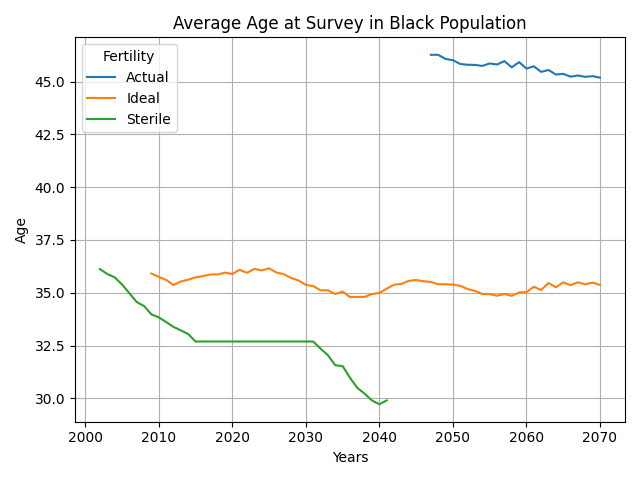 Average Age at Survey in Black Population
Fertility
Actual
Ideal
Sterile
Age
45.0
42.5
40.0
37.5
35.0
32.5
30.0
2000 2010 2020 2030 2040 2050 2060 2070
Years